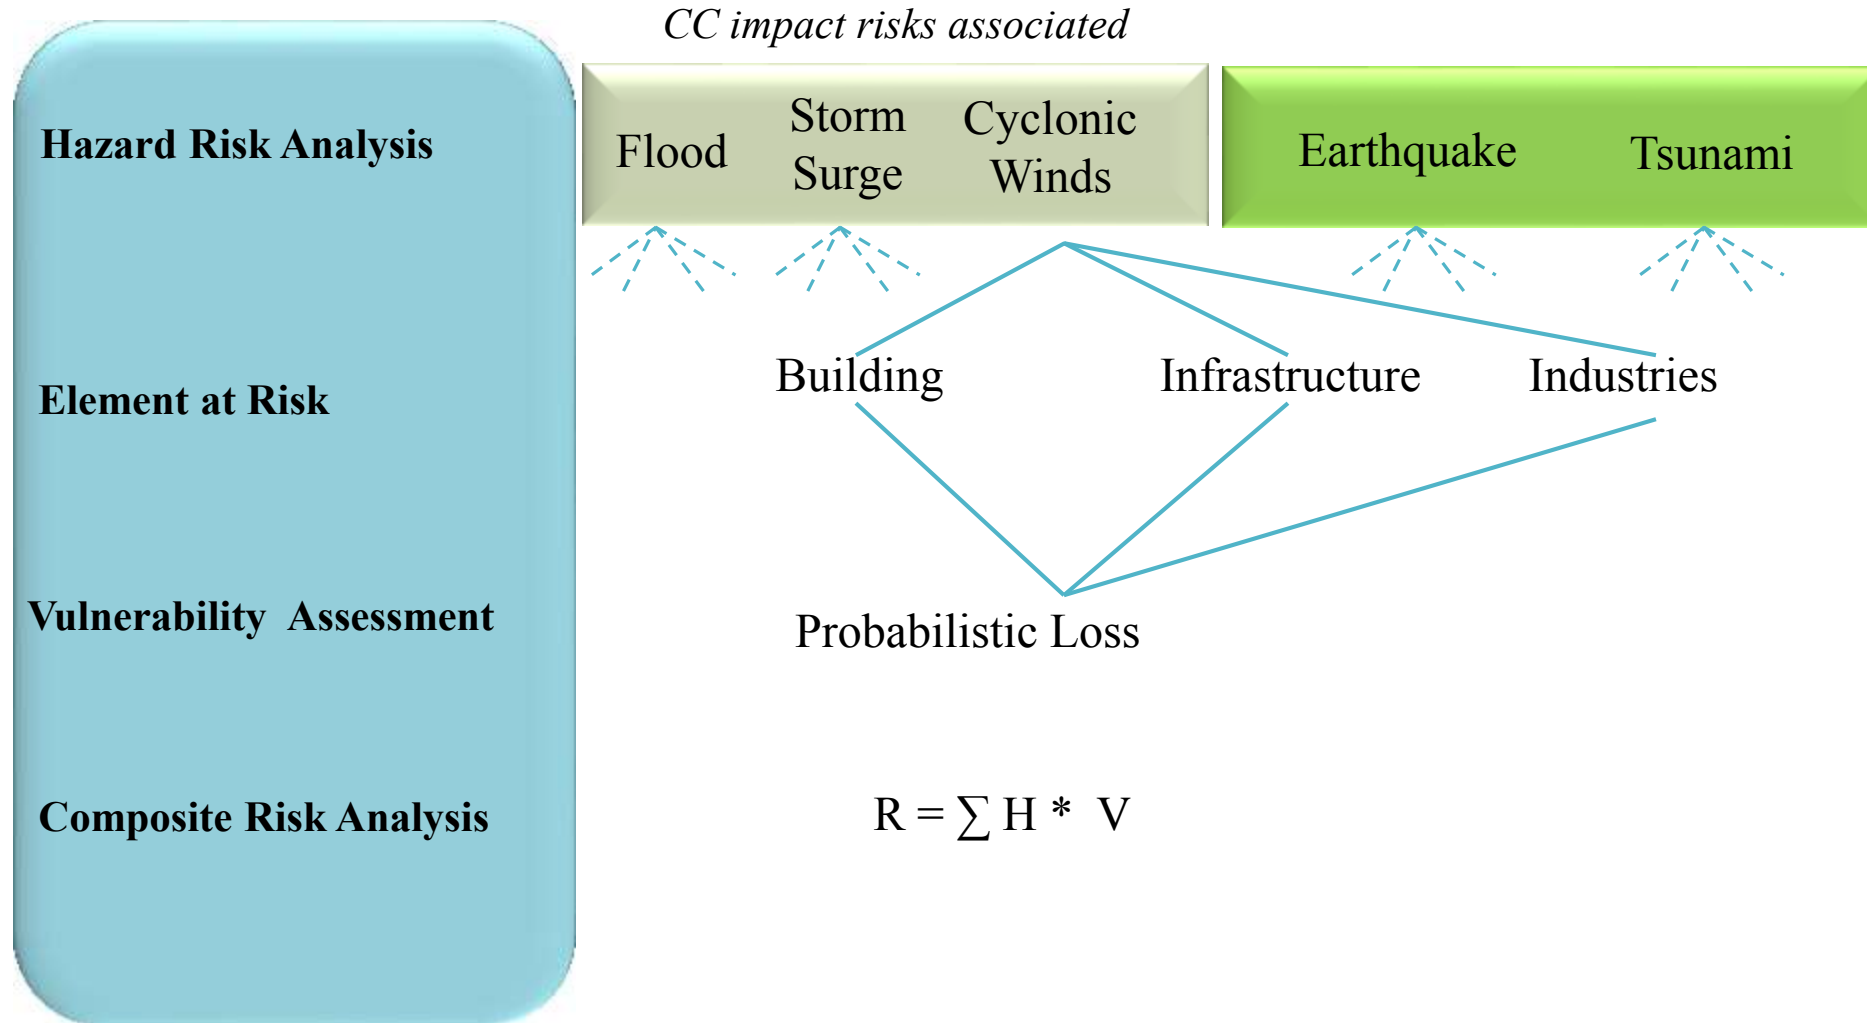 CC impact risks associated
Hazard Risk Analysis
Flood
Storm
Surge
Cyclonic
Winds
Earthquake
Tsunami
Element at Risk
Building
Infrastructure
Industries
Vulnerability Assessment
Probabilistic Loss
Composite Risk Analysis
R = ∑ H * V